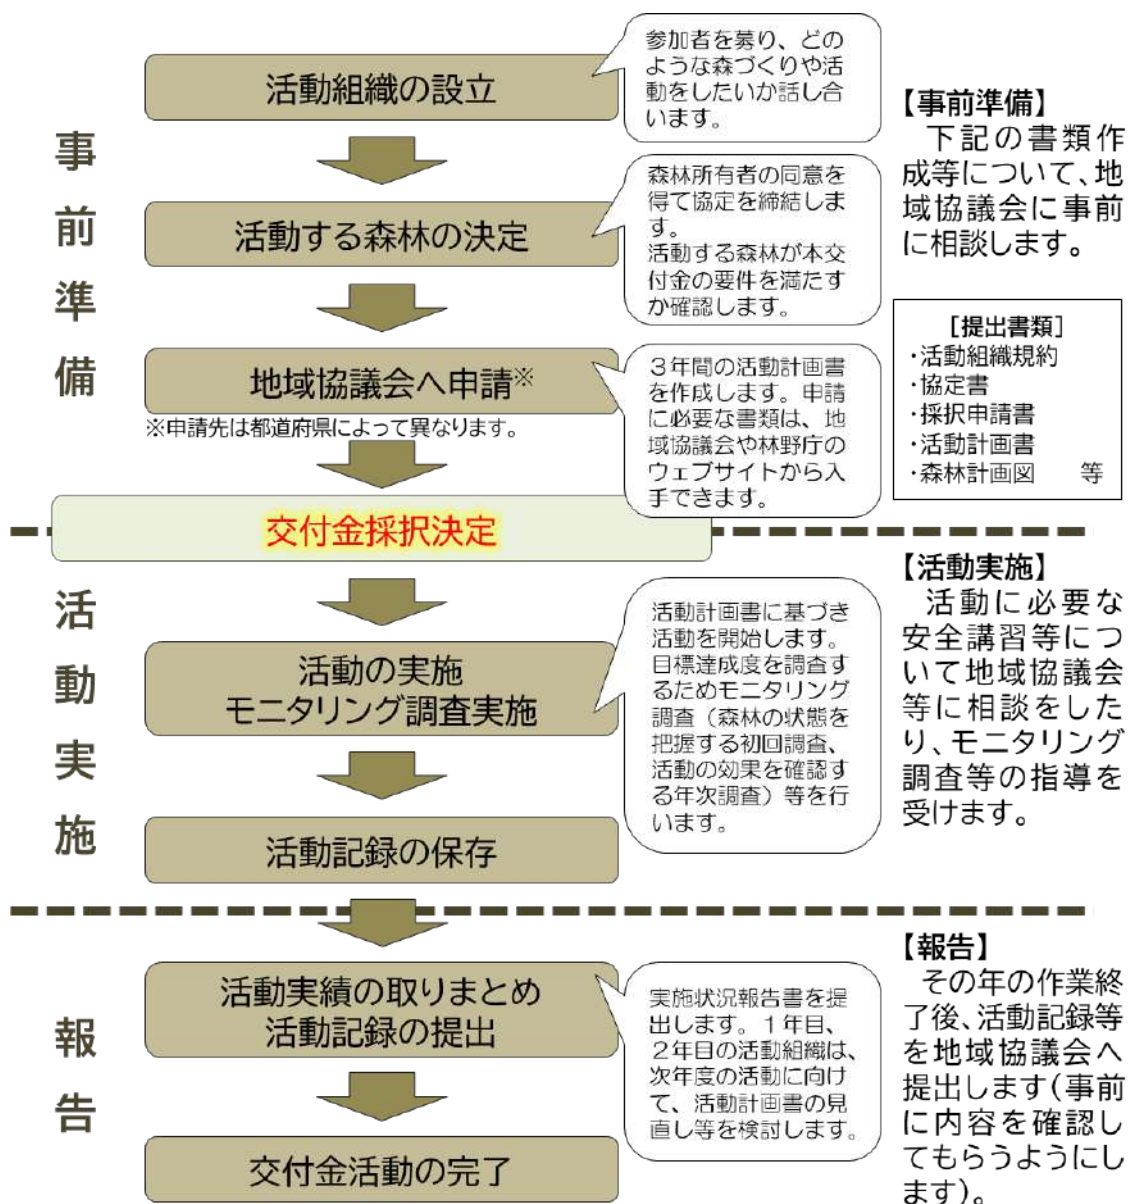 事前準備
活動組織の設立
参加者を募り、どの
ような森づくりや活
動をしたいか話し合
います。
活動する森林の決定
森林所有者の同意を
得て協定を締結しま
す。
活動する森林が本交
付金の要件を満たす
か確認します。
地域協議会へ申請※
※申請先は都道府県によって異なります。
3年間の活動計画書
を作成します。申請
に必要な書類は、地
域協議会や林野庁の
ウェブサイトから入
手できます。
【事前準備】
下記の書類作
成等について、地
域協議会に事前
に相談します。
[提出書類]
・活動組織規約
・協定書
・採択申請書
・活動計画書
・森林計画図 等
交付金採択決定
活動実施
活動の実施
モニタリング調査実施
活動計画書に基づき
活動を開始します。
目標達成度を調査す
るためモニタリング
調査（森林の状態を
把握する初回調査、
活動の効果を確認す
る年次調査）等を行
います。
活動記録の保存
【活動実施】
活動に必要な
安全講習等につ
いて地域協議会
等に相談をした
り、モニタリング
調査等の指導を
受けます。
報告
活動実績の取りまとめ
活動記録の提出
実施状況報告書を提
出します。1年目、
2年目の活動組織は、
次年度の活動に向け
て、活動計画書の見
直し等を検討します。
交付金活動の完了
【報告】
その年の作業終
了後、活動記録等
を地域協議会へ
提出します（事前
に内容を確認し
てもらうようにし
ます）。